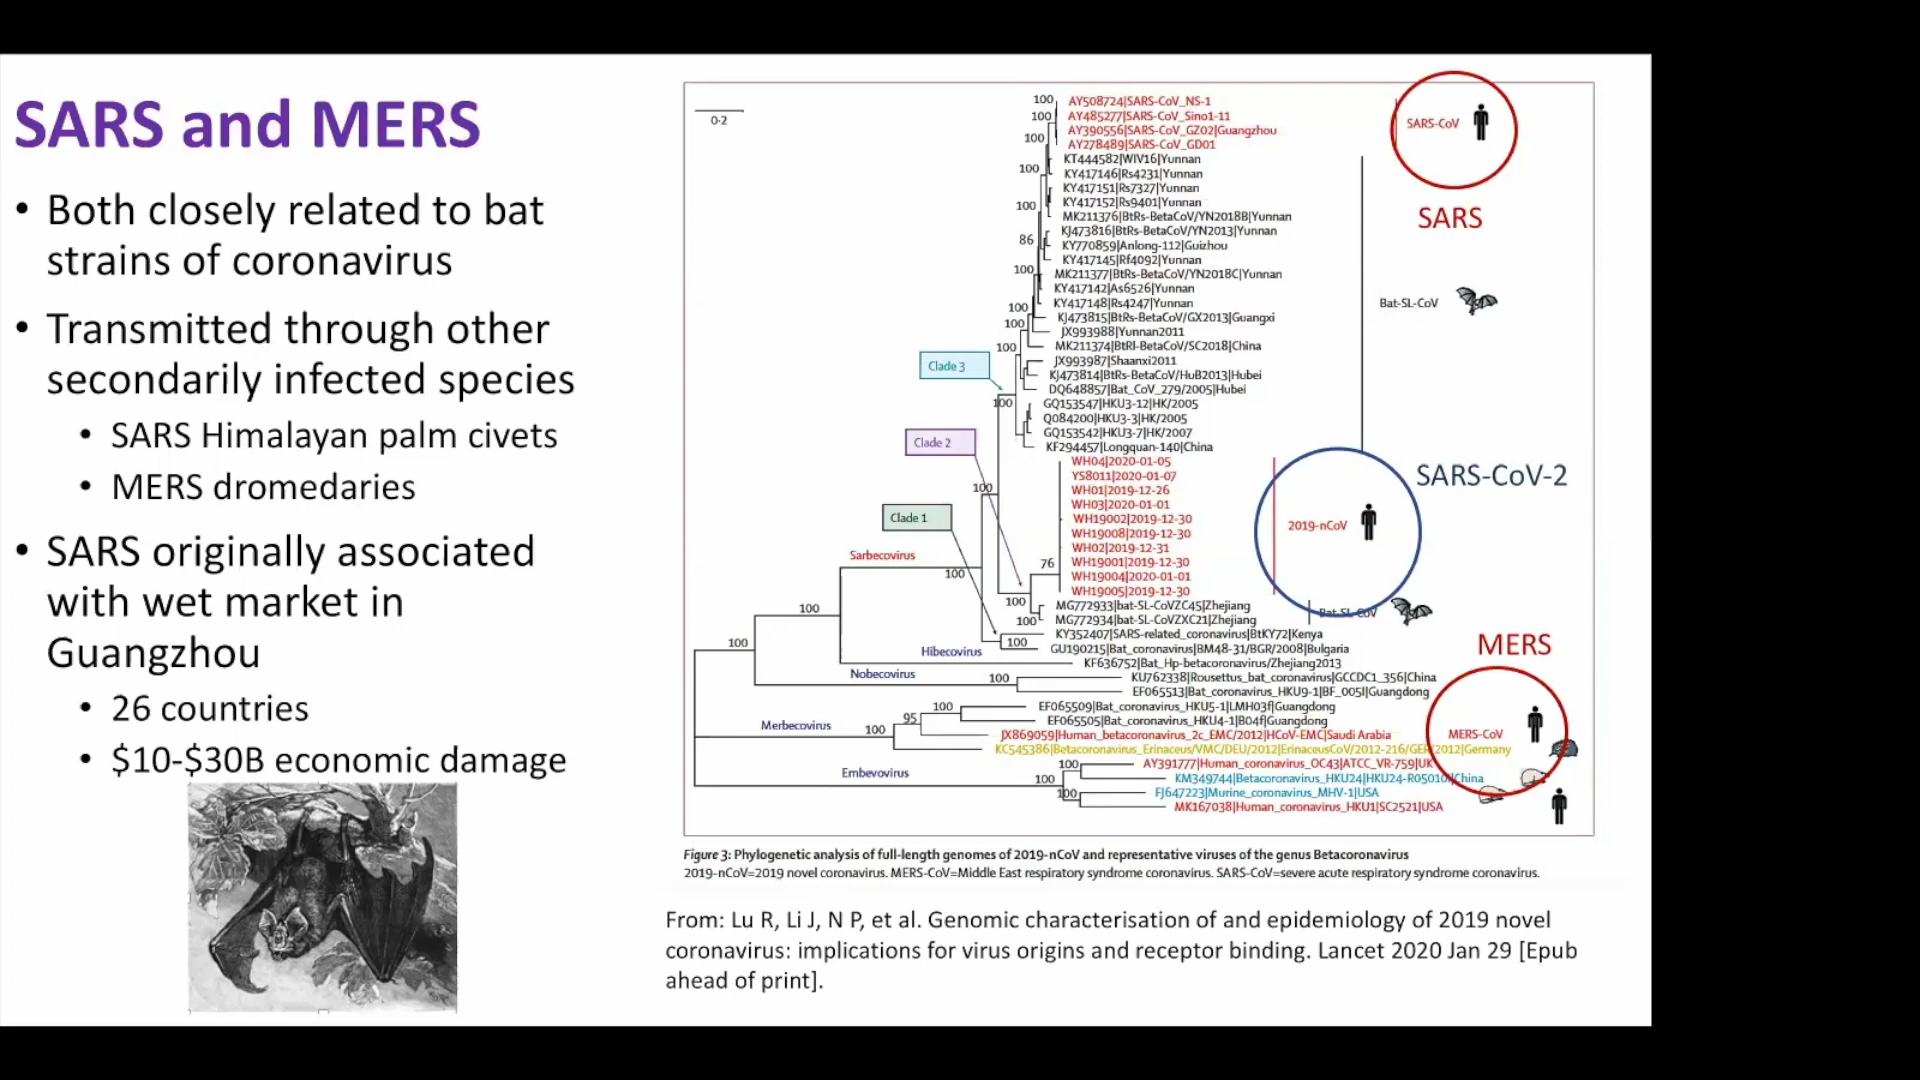 SARS and MERS
• Both closely related to bat
strains of coronavirus
• Transmitted through other
secondarily infected species
• SARS Himalayan palm civets
• MERS dromedaries
• SARS originally associated
with wet market in
Guangzhou
• 26 countries
• $10-$30B economic damage
0·2
100
AY508724|SARS-CoV_NS-1
100
AY485277|SARS-CoV_Sino1-11
AY390556|SARS-CoV_GZ02|Guangzhou
100
AY278489|SARS-CoV_GD01
SARS-CoV
SARS
KT444582|WIV16|Yunnan
100
KY417146|Rs4231|Yunnan
KY417151|Rs7327|Yunnan
100
KY417152|Rs9401|Yunnan
MK211376|BtRs-BetaCoV/YN2018B|Yunnan
KJ473816|BtRs-BetaCoV/YN2013|Yunnan
86
KY770859|Anlong-112|Guizhou
KY417145|Rf4092|Yunnan
100
MK211377|BtRs-BetaCoV/YN2018C|Yunnan
KY417142|As6526|Yunnan
100
KY417148|Rs4247|Yunnan
Bat-SL-CoV
KJ473815|BtRs-BetaCoV/GX2013|Guangxi
100
JX993988|Yunnan2011
100
MK211374|BtRl-BetaCoV/SC2018|China
JX993987|Shaanxi2011
Clade 3
KJ473814|BtRs-BetaCoV/HuB2013|Hubei
DQ648857|Bat_CoV_279/2005|Hubei
100
GQ153547|HKU3-12|HK/2005
Q084200|HKU3-3|HK/2005
GQ153542|HKU3-7|HK/2007
Clade 2
KF294457|Longquan-140|China
WH04|2020-01-05
YS8011|2020-01-07
SARS-CoV-2
100
WH01|2019-12-26
WH03|2020-01-01
Clade 1
WH19002|2019-12-30
2019-nCoV
WH19008|2019-12-30
WH02|2019-12-31
Sarbecovirus
76
WH19001|2019-12-30
100
WH19004|2020-01-01
WH19005|2019-12-30
100
100
MG772933|bat-SL-CoVZC45|Zhejiang
Bat-SL-CoV
100
MG772934|bat-SL-CoVZXC21|Zhejiang
KY352407|SARS-related_coronavirus|BtKY72|Kenya
100
100
GU190215|Bat_coronavirus|BM48-31/BGR/2008|Bulgaria
MERS
Hibecovirus
KF636752|Bat_Hp-betacoronavirus/Zhejiang2013
Nobecovirus
100
KU762338|Rousettus_bat_coronavirus|GCCDC1_356|China
EF065513|Bat_coronavirus_HKU9-1|BF_005I|Guangdong
100
EF065509|Bat_coronavirus_HKU5-1|LMH03f|Guangdong
95
EF065505|Bat_coronavirus_HKU4-1|B04f|Guangdong
Merbecovirus
100
JX869059|Human_betacoronavirus_2c_EMC/2012|HCoV-EMC|Saudi Arabia
MERS-CoV
KC545386|Betacoronavirus_Erinaceus/VMC/DEU/2012|ErinaceusCoV/2012-216/GER/2012|Germany
100
AY391777|Human_coronavirus_OC43|ATCC_VR-759|UK
Embevovirus
100
KM349744|Betacoronavirus_HKU24|HKU24-R05010I|China
100
FJ647223|Murine_coronavirus_MHV-1|USA
MK167038|Human_coronavirus_HKU1|SC2521|USA
Figure 3: Phylogenetic analysis of full-length genomes of 2019-nCoV and representative viruses of the genus Betacoronavirus
2019-nCoV=2019 novel coronavirus. MERS-CoV=Middle East respiratory syndrome coronavirus. SARS-CoV=severe acute respiratory syndrome coronavirus.
From: Lu R, Li J, N P, et al. Genomic characterisation of and epidemiology of 2019 novel
coronavirus: implications for virus origins and receptor binding. Lancet 2020 Jan 29 [Epub
ahead of print].